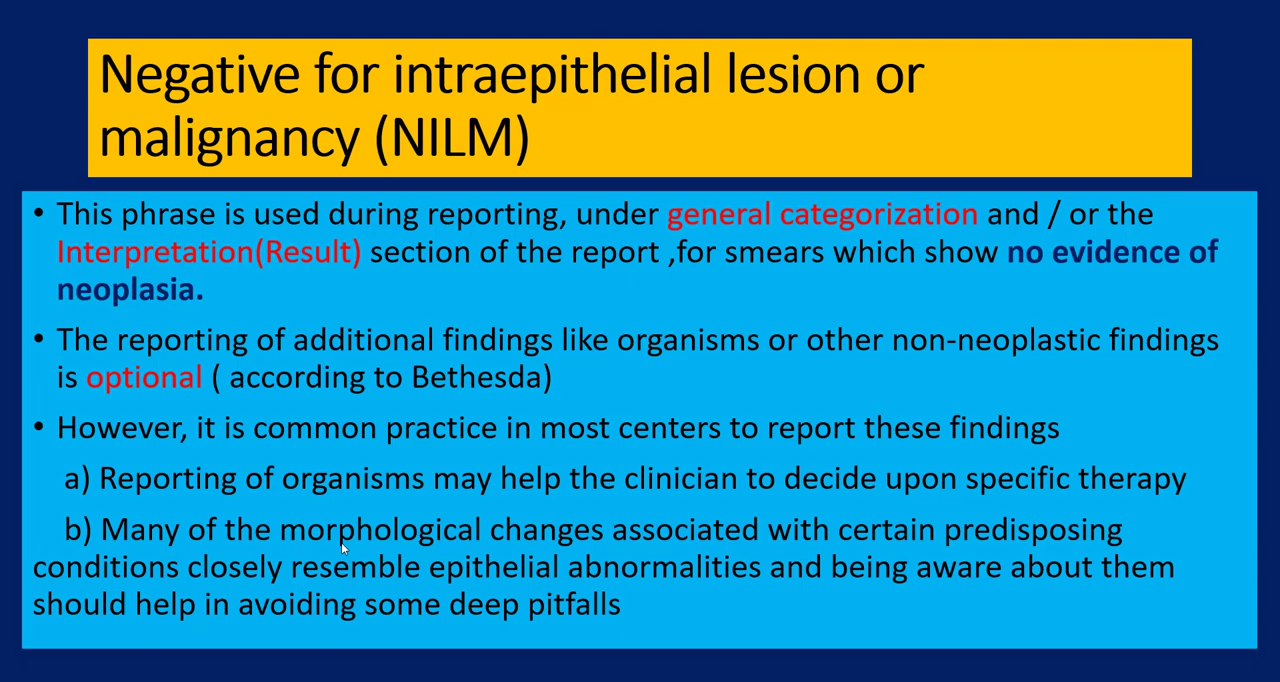 Negative for intraepithelial lesion or
malignancy (NILM)
• This phrase is used during reporting, under general categorization and / or the
Interpretation(Result) section of the report ,for smears which show no evidence of
neoplasia.
• The reporting of additional findings like organisms or other non-neoplastic findings
is optional ( according to Bethesda)
• However, it is common practice in most centers to report these findings
a) Reporting of organisms may help the clinician to decide upon specific therapy
b) Many of the morphological changes associated with certain predisposing
conditions closely resemble epithelial abnormalities and being aware about them
should help in avoiding some deep pitfalls